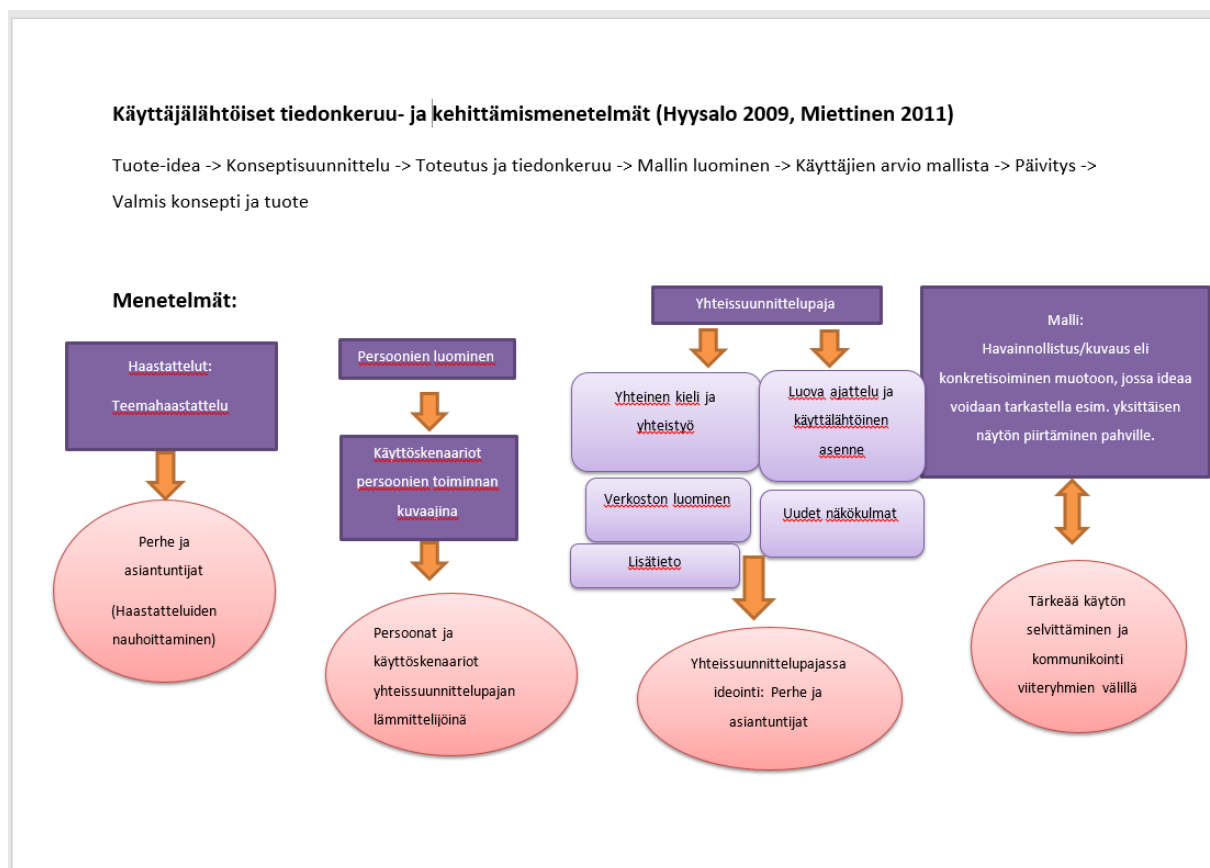 Käyttäjälähtöiset tiedonkeruu- ja kehittämismenetelmät (Hyysalo 2009, Miettinen 2011)
Tuote-idea -> Konseptisuunnittelu -> Toteutus ja tiedonkeruu -> Mallin luominen -> Käyttäjien arvio mallista -> Päivitys ->
Valmis konsepti ja tuote
Menetelmät:
Haastattelut:
Teemahaastattelu
Perhe ja
asiantuntijat
(Haastatteluiden
nauhoittaminen)
Persoonien luominen
Käyttöskenaariot
persoonien toiminnan
kuvaajina
Persoonat ja
käyttöskenaariot
yhteissuunnittelupajan
lämmittelijöinä
Yhteissuunnittelupaja
Yhteinen kieli ja
yhteistyö
Luova ajattelu ja
käyttälähtöinen
asenne
Verkoston luominen
Uudet näkökulmat
Lisätieto
Yhteissuunnittelupajassa
ideointi: Perhe ja
asiantuntijat
Malli:
Havainnollistus/kuvaus eli
konkretisoiminen muotoon, jossa ideaa
voidaan tarkastella esim. yksittäisen
näytön piirtäminen pahville.
Tärkeää käytön
selvittäminen ja
kommunikointi
viiteryhmien välillä